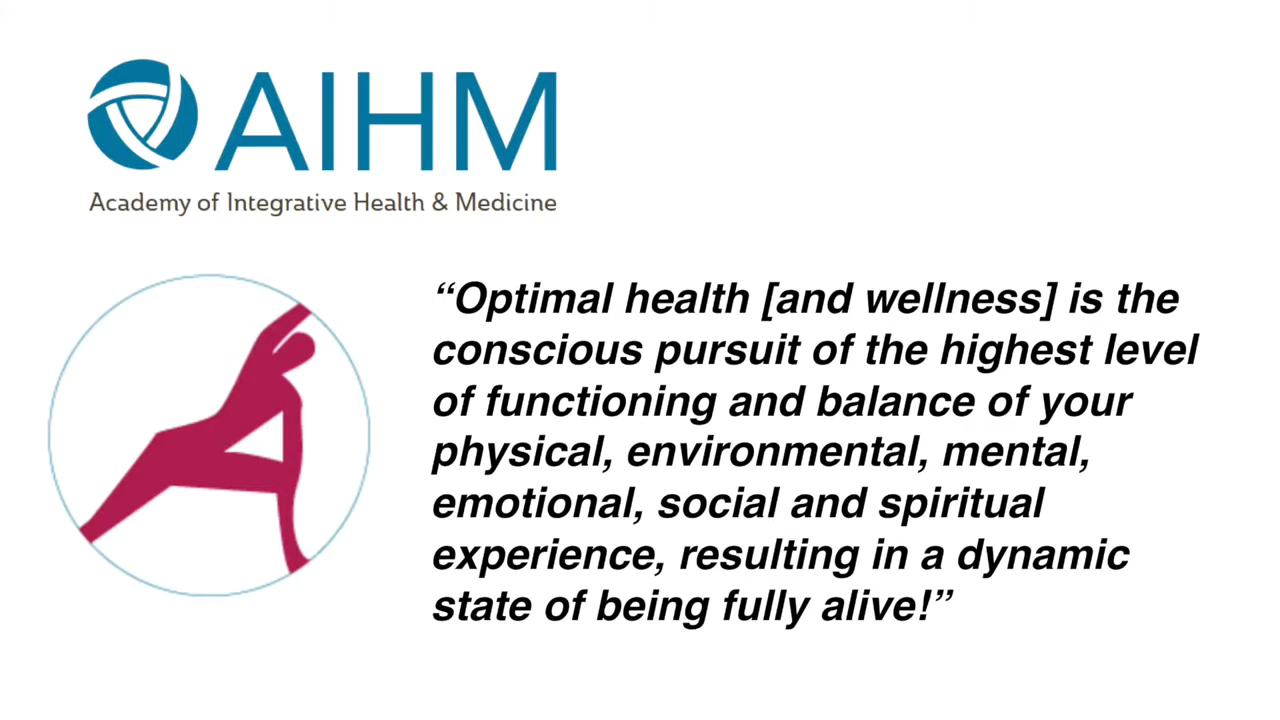 AIHM
Academy of Integrative Health & Medicine
“Optimal health [and wellness] is the
conscious pursuit of the highest level
of functioning and balance of your
physical, environmental, mental,
emotional, social and spiritual
experience, resulting in a dynamic
state of being fully alive!”